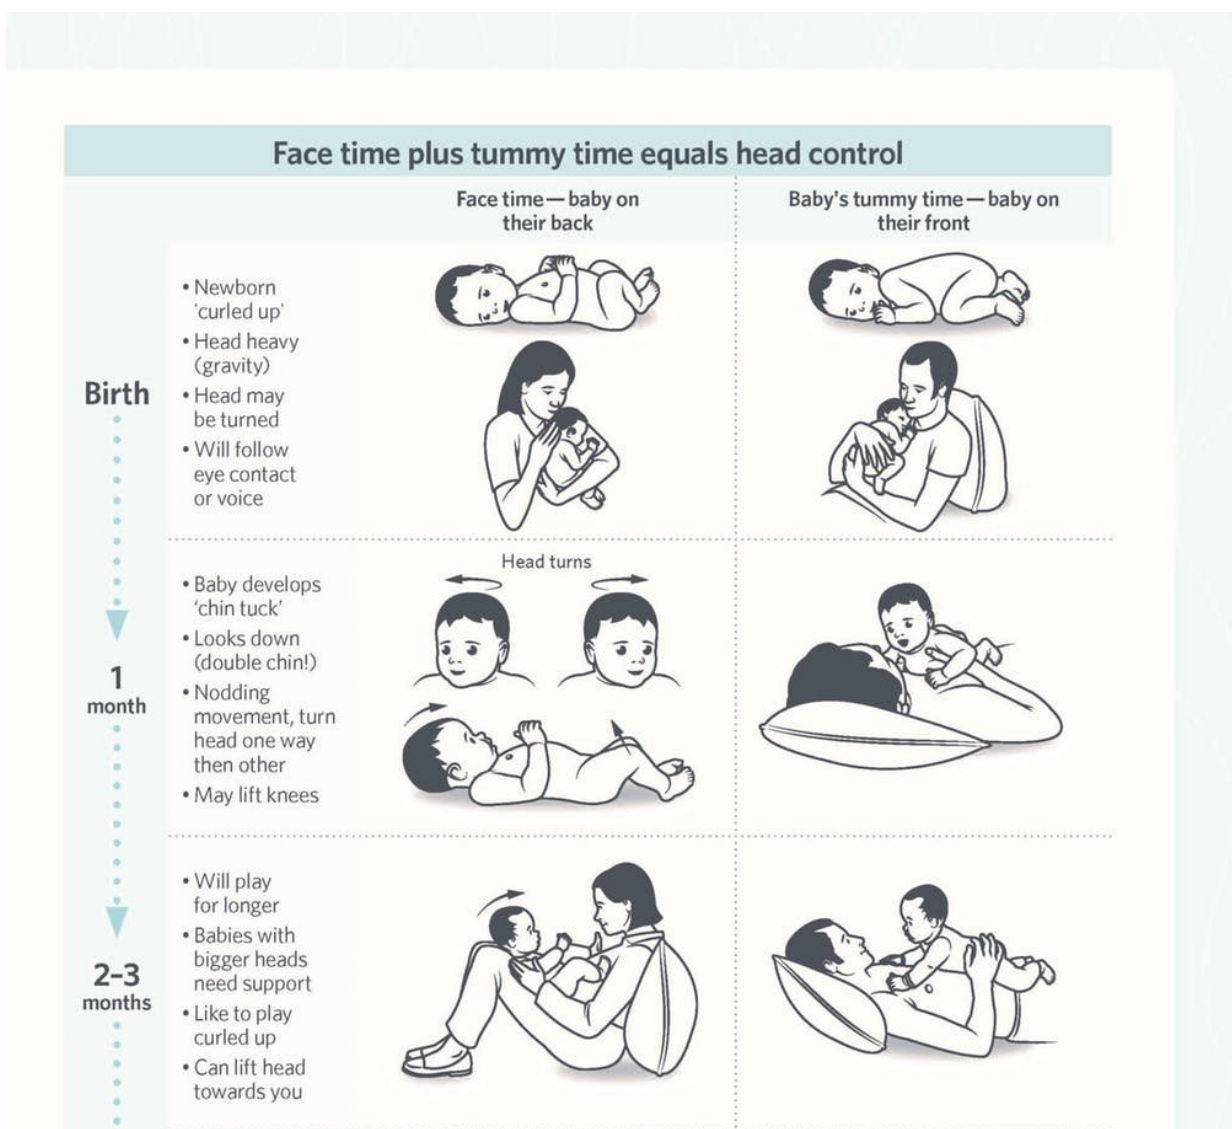 Face time plus tummy time equals head control
Face time—baby on
their back
Baby's tummy time—baby on
their front
Birth
• Newborn
'curled up'
• Head heavy
(gravity)
• Head may
be turned
• Will follow
eye contact
or voice
1
month
• Baby develops
‘chin tuck’
• Looks down
(double chin!)
• Nodding
movement, turn
head one way
then other
• May lift knees
Head turns
2–3
months
• Will play
for longer
• Babies with
bigger heads
need support
• Like to play
curled up
• Can lift head
towards you